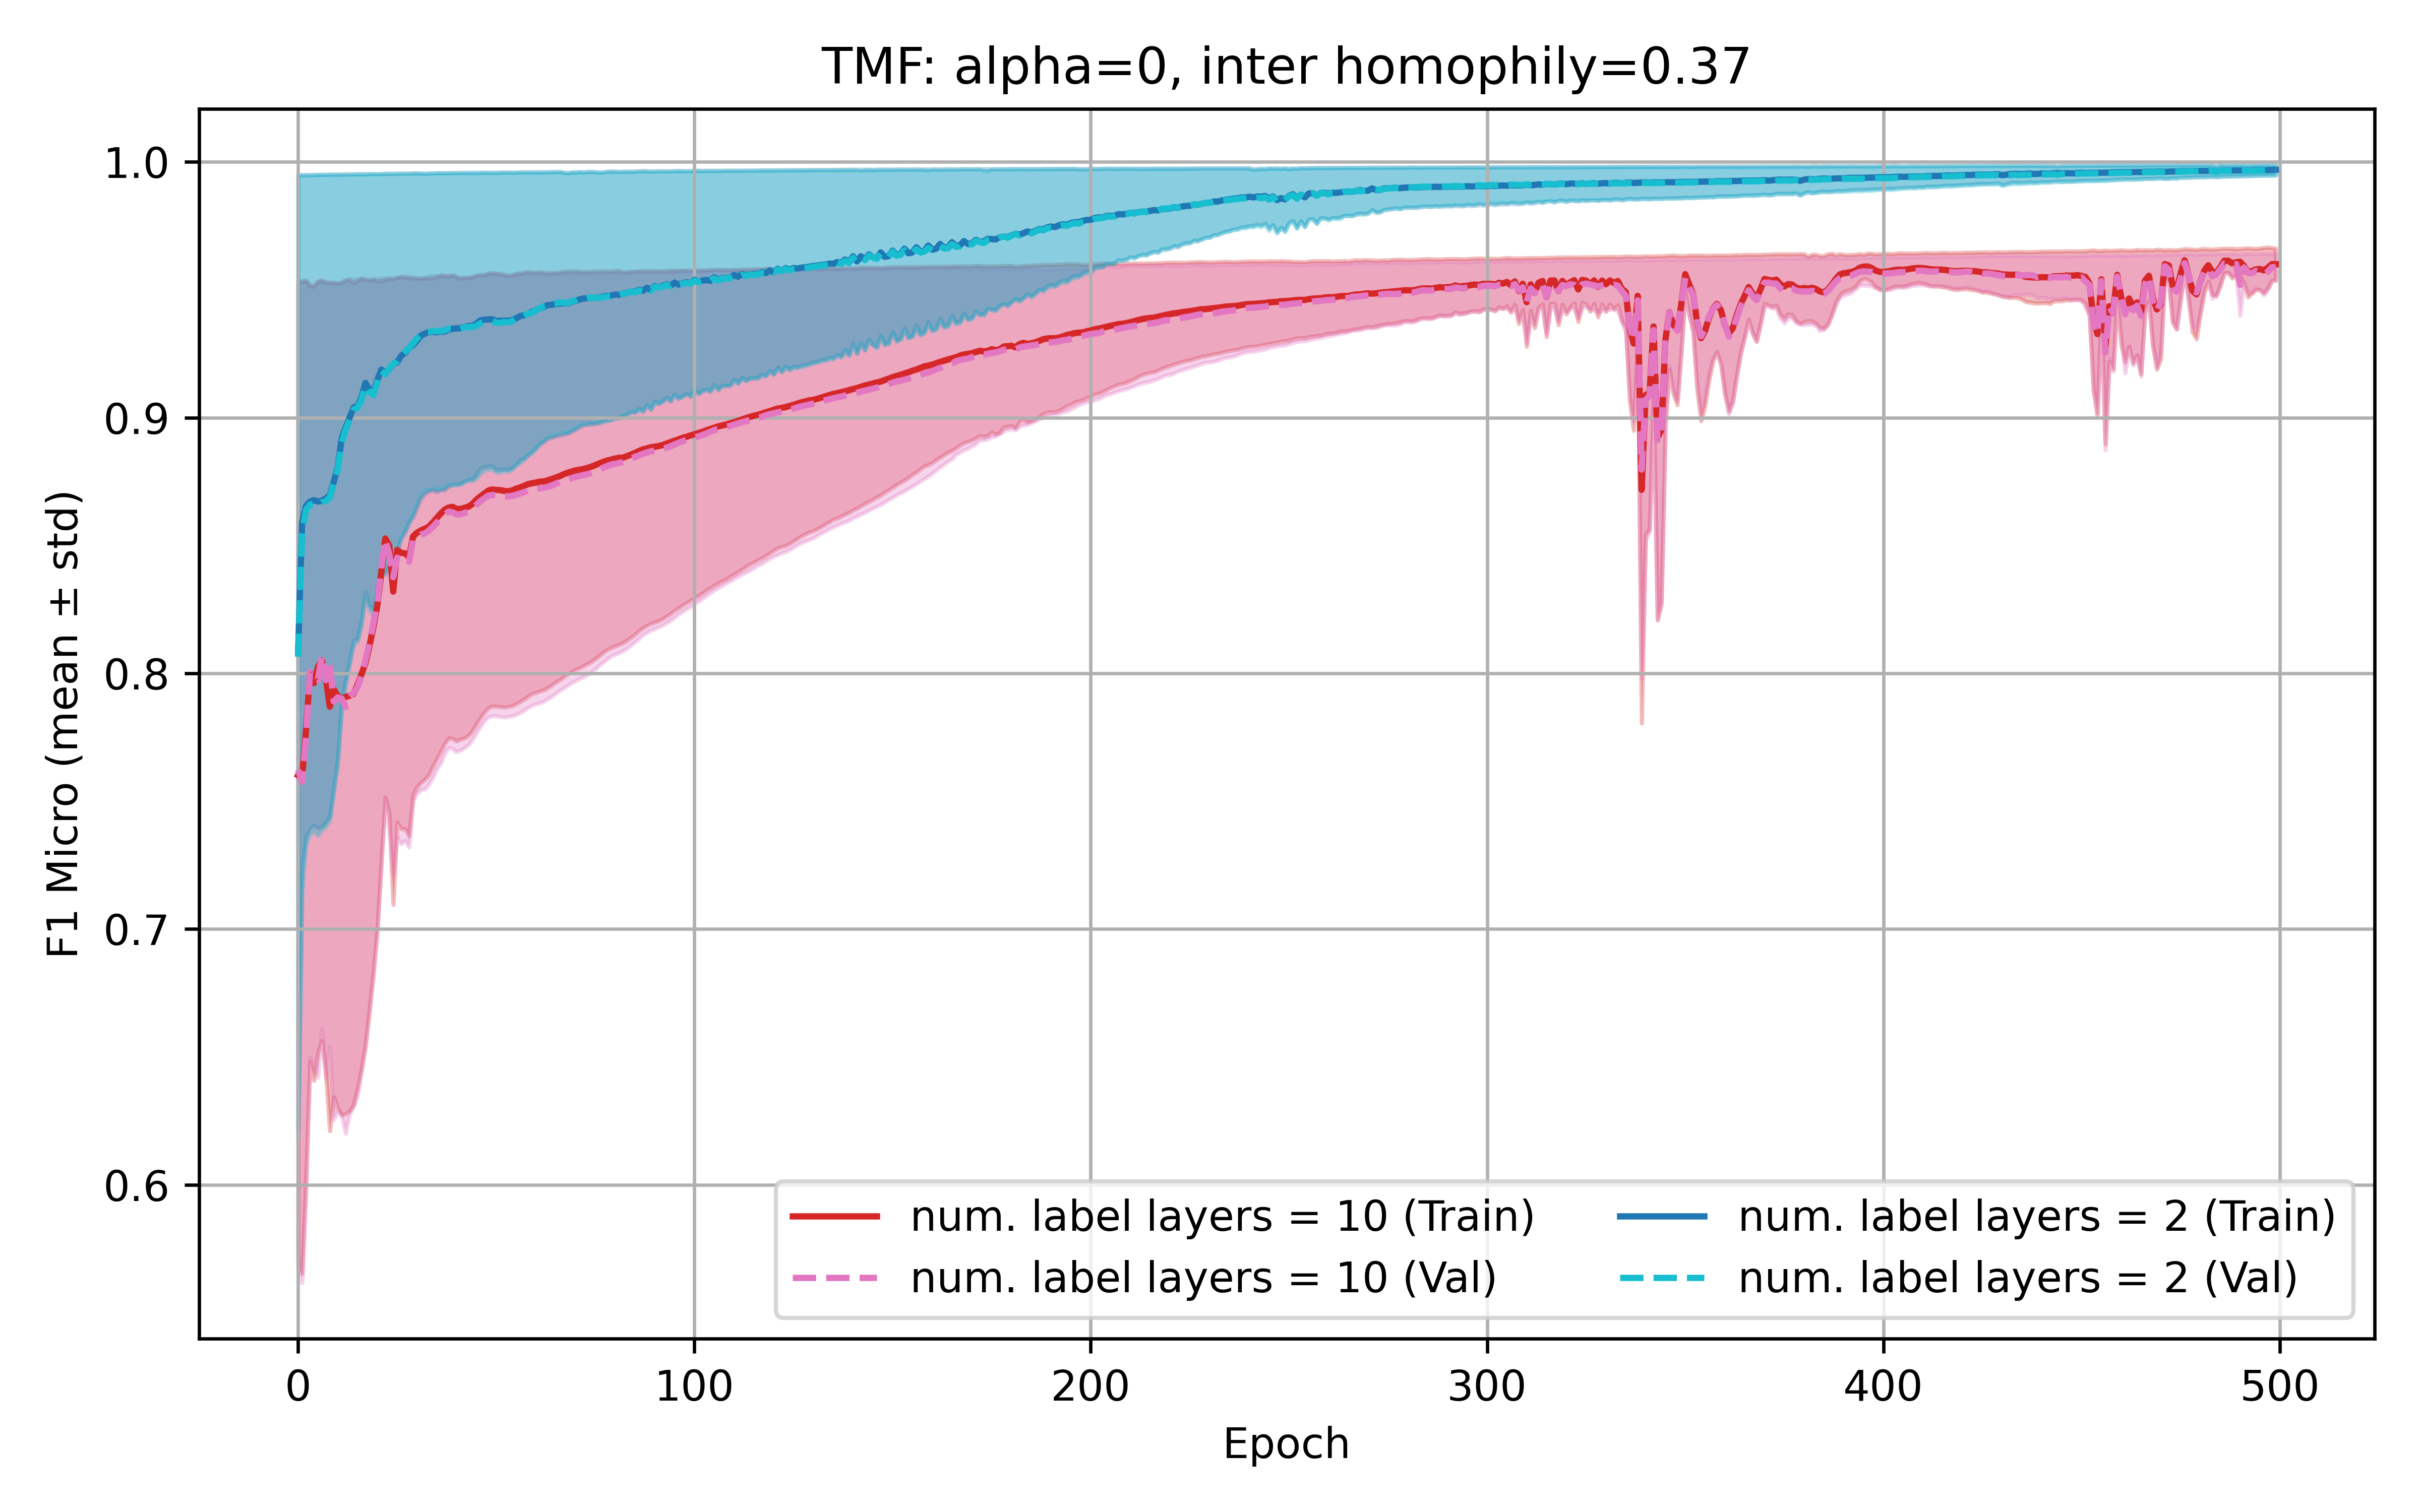 TMF: alpha=0, inter homophily=0.37
F1 Micro (mean ± std)
1.0
0.9
0.8
0.7
0.6
num. label layers = 10 (Train)
num. label layers = 10 (Val)
num. label layers = 2 (Train)
num. label layers = 2 (Val)
0
100
200
300
400
500
Epoch